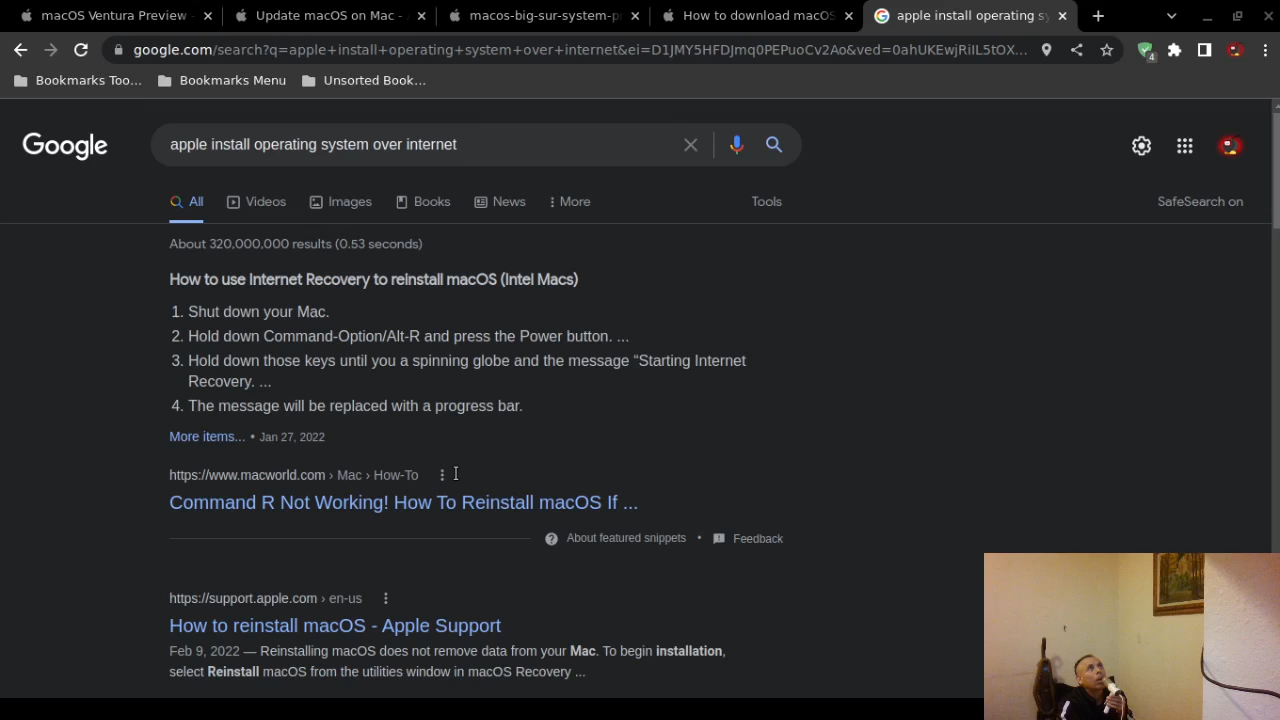 macOS Ventura Preview -
Update macOS on Mac -
macos-big-sur-system-p
How to download macOS
apple install operating sy
google.com/search?q=apple+install+operating+system+over+internet&ei=D1JMY5HFDJmq0PEPuoCv2Ao&ved=0ahUKEwjRiIL5tOX...
4
Bookmarks Too...
Bookmarks Menu
Unsorted Book...
Google
apple install operating system over internet
All
Videos
Images
Books
News
More
Tools
SafeSearch on
About 320,000,000 results (0.53 seconds)
How to use Internet Recovery to reinstall macOS (Intel Macs)
1. Shut down your Mac.
2. Hold down Command-Option/Alt-R and press the Power button. ...
3. Hold down those keys until you a spinning globe and the message “Starting Internet
Recovery. ...
4. The message will be replaced with a progress bar.
More items... • Jan 27, 2022
https://www.macworld.com › Mac › How-To
Command R Not Working! How To Reinstall macOS If ...
About featured snippets • Feedback
https://support.apple.com › en-us
How to reinstall macOS - Apple Support
Feb 9, 2022 — Reinstalling macOS does not remove data from your Mac. To begin installation,
select Reinstall macOS from the utilities window in macOS Recovery ...